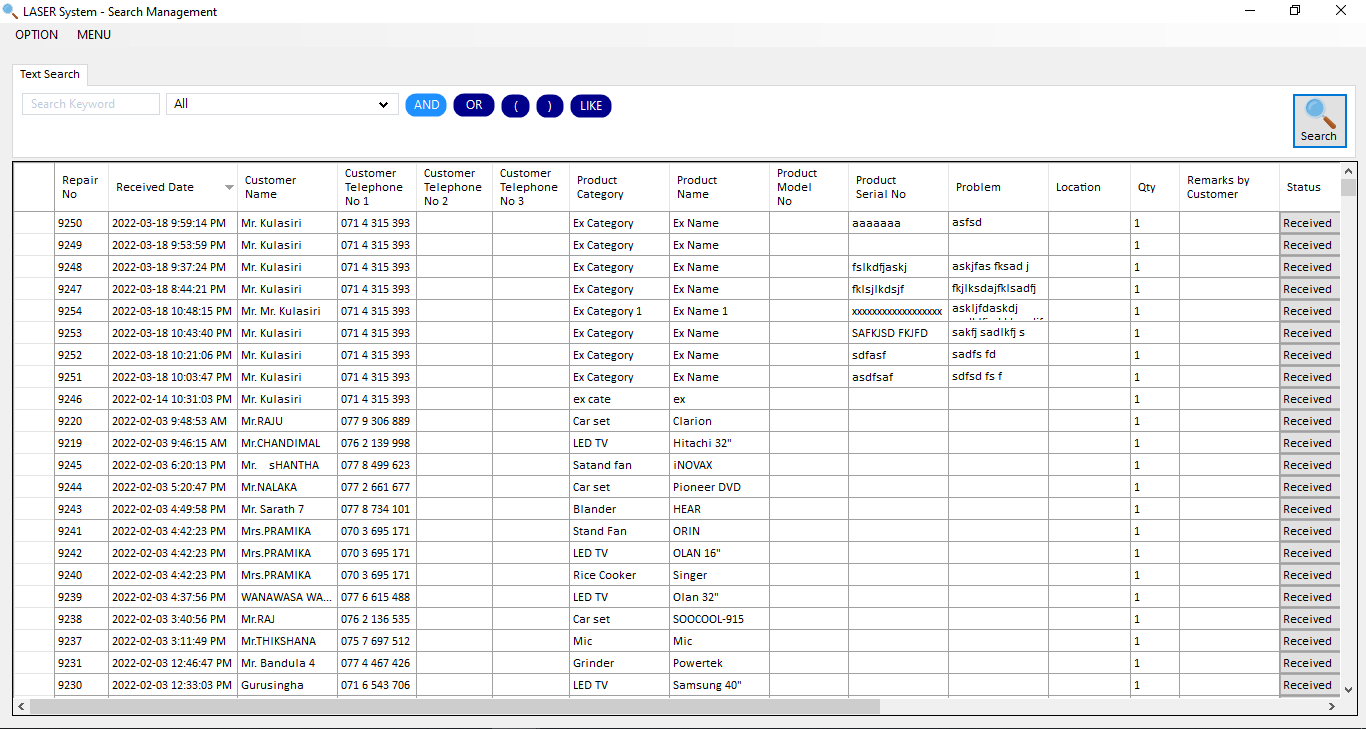 LASER System - Search Management
OPTION MENU
Text Search
Search Keyword All AND OR ( ) LIKE Search
Repair No Received Date Customer Name Customer Telephone No 1 Customer Telephone No 2 Customer Telephone No 3 Product Category Product Name Product Model No Product Serial No Problem Location Qty Remarks by Customer Status
9250 2022-03-18 9:59:14 PM Mr. Kulasiri 071 4 315 393 Ex Category Ex Name aaaaaaa asfsd 1 Received
9249 2022-03-18 9:53:59 PM Mr. Kulasiri 071 4 315 393 Ex Category Ex Name 1 Received
9248 2022-03-18 9:37:24 PM Mr. Kulasiri 071 4 315 393 Ex Category Ex Name fslkdfjaskj askjfas fksad j 1 Received
9247 2022-03-18 8:44:21 PM Mr. Kulasiri 071 4 315 393 Ex Category Ex Name fklsjlkdsjf fkjlksdajfklsadfj 1 Received
9254 2022-03-18 10:48:15 PM Mr. Mr. Kulasiri 071 4 315 393 Ex Category 1 Ex Name 1 xxxxxxxxxxxxxxxxxx askljfdaskdj 1 Received
9253 2022-03-18 10:43:40 PM Mr. Kulasiri 071 4 315 393 Ex Category Ex Name SAFKJSD FKJFD sakfj sadlkfj s 1 Received
9252 2022-03-18 10:21:06 PM Mr. Kulasiri 071 4 315 393 Ex Category Ex Name sdfasf sadfs fd 1 Received
9251 2022-03-18 10:03:47 PM Mr. Kulasiri 071 4 315 393 Ex Category Ex Name asdfsaf sdfsd fs f 1 Received
9246 2022-02-14 10:31:03 PM Mr. Kulasiri 071 4 315 393 ex cate ex 1 Received
9220 2022-02-03 9:48:53 AM Mr.RAJU 077 9 306 889 Car set Clarion 1 Received
9219 2022-02-03 9:46:15 AM Mr.CHANDIMAL 076 2 139 998 LED TV Hitachi 32" 1 Received
9245 2022-02-03 6:20:13 PM Mr. sHANTHA 077 8 499 623 Satand fan iNOVAX 1 Received
9244 2022-02-03 5:20:47 PM Mr.NALAKA 077 2 661 677 Car set Pioneer DVD 1 Received
9243 2022-02-03 4:49:58 PM Mr. Sarath 7 077 8 734 101 Blander HEAR 1 Received
9241 2022-02-03 4:42:23 PM Mrs.PRAMIKA 070 3 695 171 Stand Fan ORIN 1 Received
9242 2022-02-03 4:42:23 PM Mrs.PRAMIKA 070 3 695 171 LED TV OLAN 16" 1 Received
9240 2022-02-03 4:42:23 PM Mrs.PRAMIKA 070 3 695 171 Rice Cooker Singer 1 Received
9239 2022-02-03 4:37:56 PM WANAWASA WA... 077 6 615 488 LED TV Olan 32" 1 Received
9238 2022-02-03 3:40:56 PM Mr.RAJ 076 2 136 535 Car set SOOCOOL-915 1 Received
9237 2022-02-03 3:11:49 PM Mr.THIKSHANA 075 7 697 512 Mic Mic 1 Received
9231 2022-02-03 12:46:47 PM Mr. Bandula 4 077 4 467 426 Grinder Powertek 1 Received
9230 2022-02-03 12:33:03 PM Gurusingha 071 6 543 706 LED TV Samsung 40" 1 Received